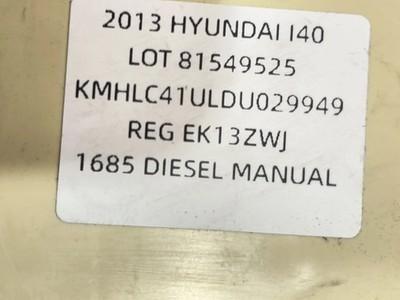 2013 HYUNDAI I40
LOT 81549525
KMHLC41ULDU029949
REG EK13ZWJ
1685 DIESEL MANUAL